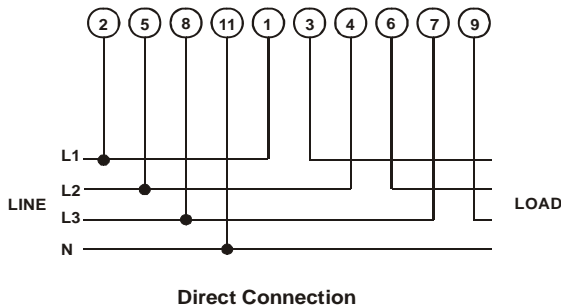 2 5 8 11 1 3 4 6 7 9
L1
L2
LINE LOAD
L3
N
Direct Connection